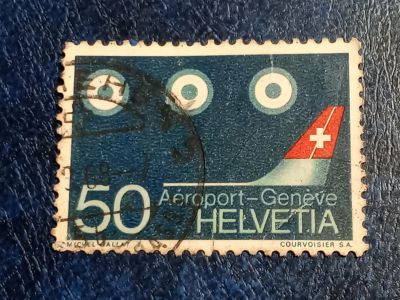 50 Aéroport-Genève
HELVETIA
COURVOISIER S.A.